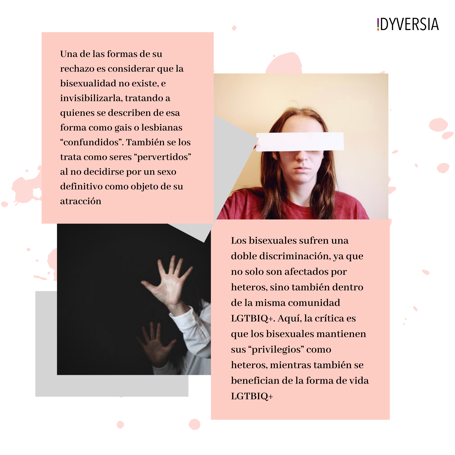 !DYVERSIA
Una de las formas de su
rechazo es considerar que la
bisexualidad no existe, e
invisibilizarla, tratando a
quienes se describen de esa
forma como gais o lesbianas
“confundidos”. También se los
trata como seres “pervertidos”
al no decidirse por un sexo
definitivo como objeto de su
atracción
Los bisexuales sufren una
doble discriminación, ya que
no solo son afectados por
heteros, sino también dentro
de la misma comunidad
LGTBIQ+. Aquí, la crítica es
que los bisexuales mantienen
sus “privilegios” como
heteros, mientras también se
benefician de la forma de vida
LGTBIQ+